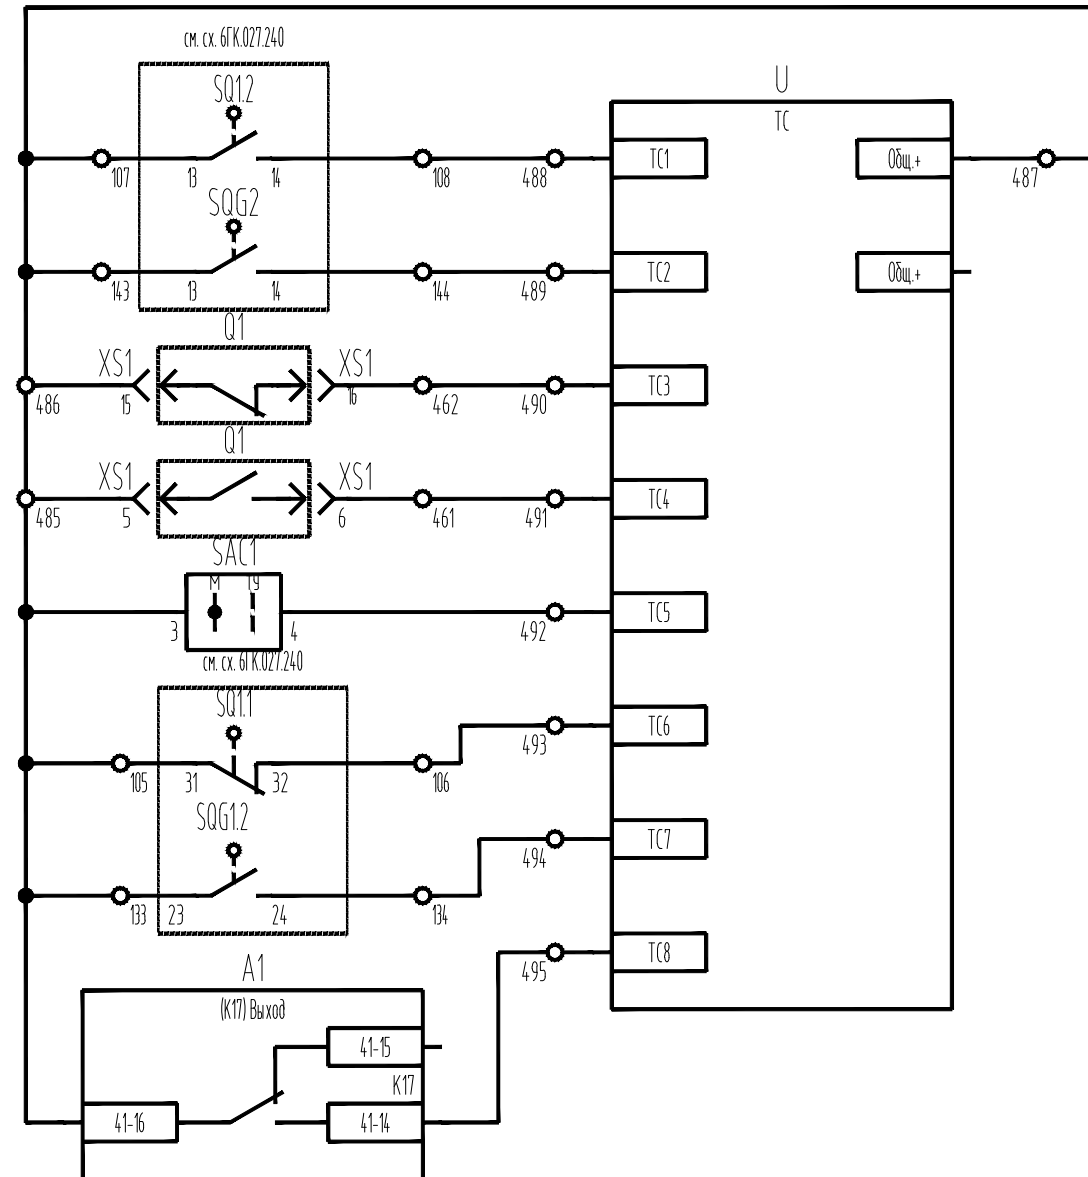 см. сх. 6ГК.027.240
SQ1.2
U
ТС
107 13 14 108 488 ТС1 Общ.+ 487
SQG2
143 13 14 144 489 ТС2 Общ.+
Q1
XS1 XS1
486 15 16 462 490 ТС3
Q1
XS1 XS1
485 5 6 461 491 ТС4
SAC1
М ТУ
3 4 492 ТС5
см. сх. 6ГК.027.240
SQ1.1
493 ТС6
105 31 32 106
SQG1.2
494 ТС7
133 23 24 134
495 ТС8
A1
(К17) Выход
41-15
К17
41-16 41-14